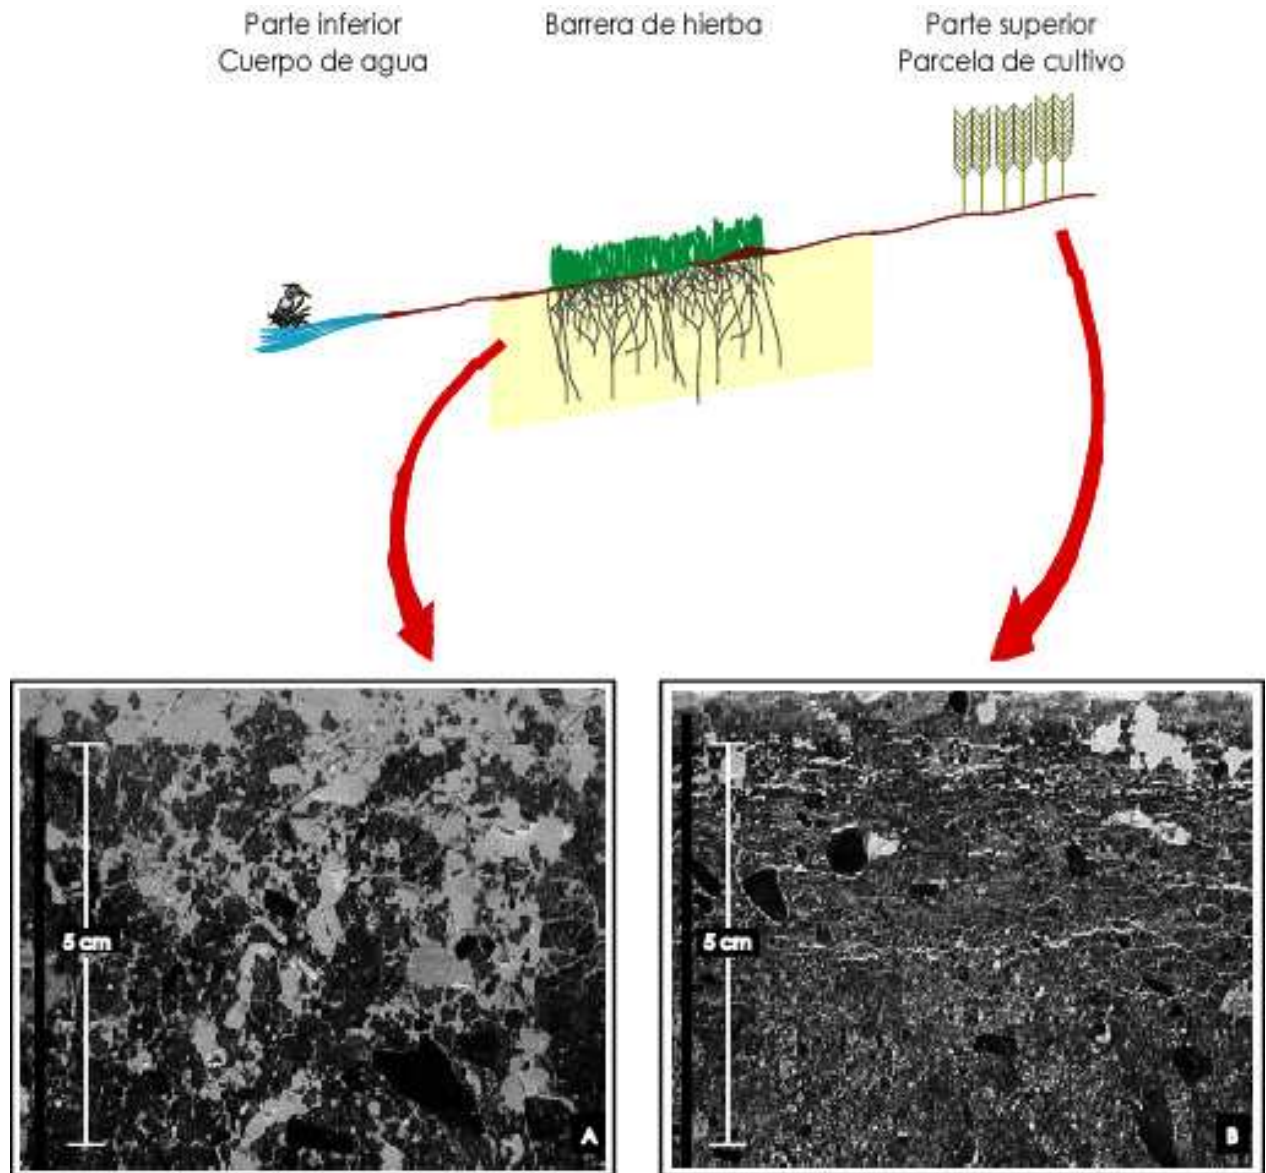 Parte inferior
Cuerpo de agua
Barrera de hierba
Parte superior
Parcela de cultivo
5 cm
A
5 cm
B